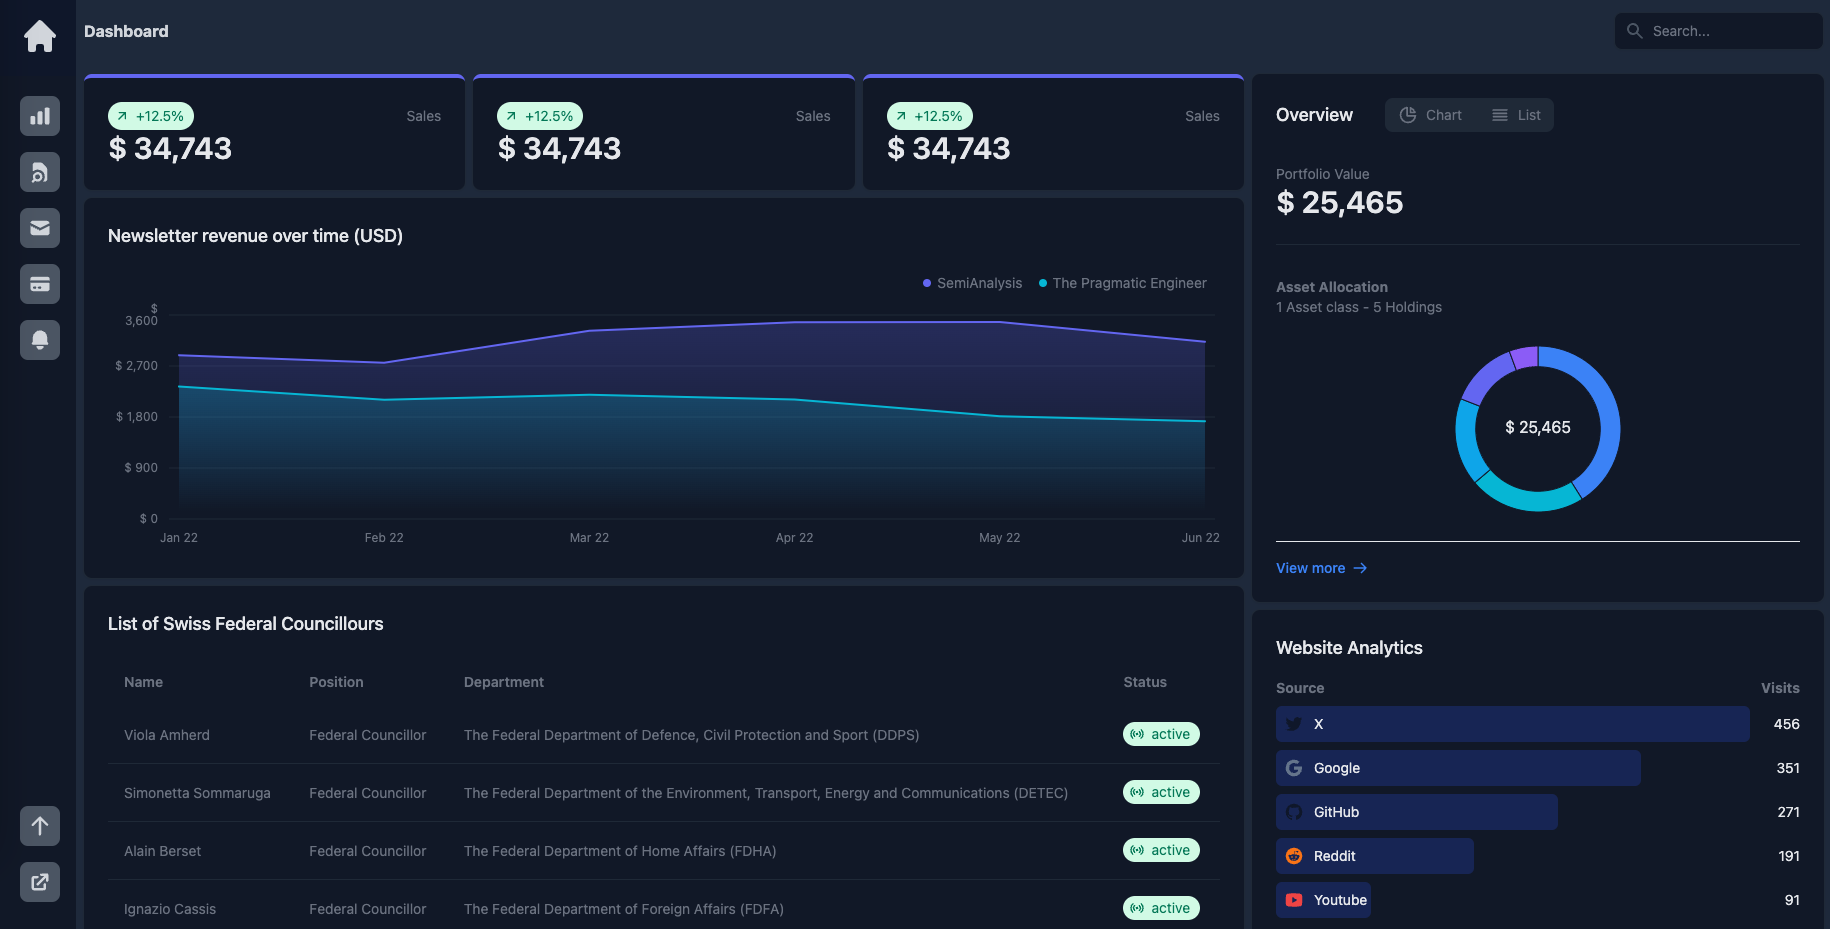 Dashboard
Search...
+12.5%
Sales
$ 34,743
+12.5%
Sales
$ 34,743
+12.5%
Sales
$ 34,743
Newsletter revenue over time (USD)
SemiAnalysis
The Pragmatic Engineer
$
3,600
$ 2,700
$ 1,800
$ 900
$ 0
Jan 22
Feb 22
Mar 22
Apr 22
May 22
Jun 22
List of Swiss Federal Councillours
Name Position Department Status
Viola Amherd Federal Councillor The Federal Department of Defence, Civil Protection and Sport (DDPS) active
Simonetta Sommaruga Federal Councillor The Federal Department of the Environment, Transport, Energy and Communications (DETEC) active
Alain Berset Federal Councillor The Federal Department of Home Affairs (FDHA) active
Ignazio Cassis Federal Councillor The Federal Department of Foreign Affairs (FDFA) active
Overview
Chart
List
Portfolio Value
$ 25,465
Asset Allocation
1 Asset class - 5 Holdings
$ 25,465
View more
Website Analytics
Source Visits
X 456
Google 351
GitHub 271
Reddit 191
Youtube 91